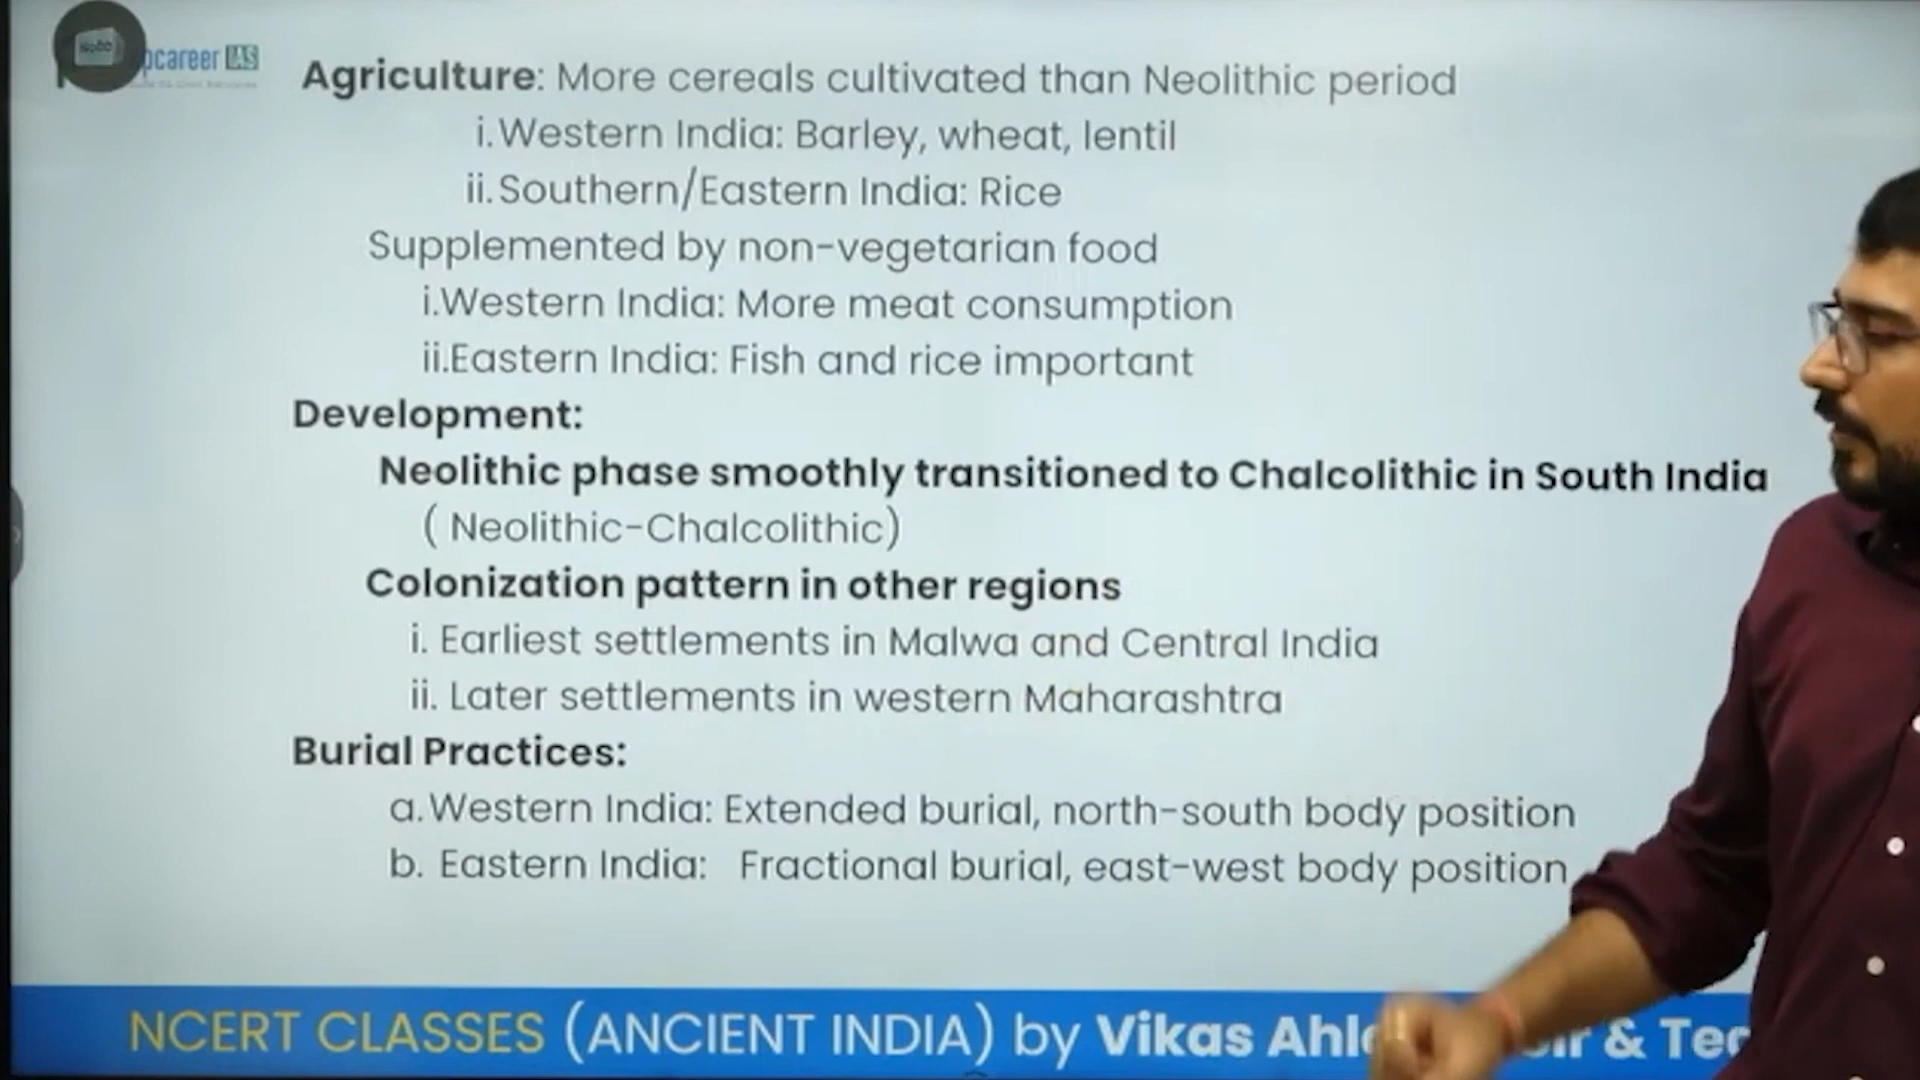 pcareer IAS
Agriculture: More cereals cultivated than Neolithic period
i. Western India: Barley, wheat, lentil
ii. Southern/Eastern India: Rice
Supplemented by non-vegetarian food
i.Western India: More meat consumption
ii.Eastern India: Fish and rice important
Development:
Neolithic phase smoothly transitioned to Chalcolithic in South India
( Neolithic-Chalcolithic)
Colonization pattern in other regions
i. Earliest settlements in Malwa and Central India
ii. Later settlements in western Maharashtra
Burial Practices:
a. Western India: Extended burial, north-south body position
b. Eastern India: Fractional burial, east-west body position
NCERT CLASSES (ANCIENT INDIA) by Vikas Ahl & Ter